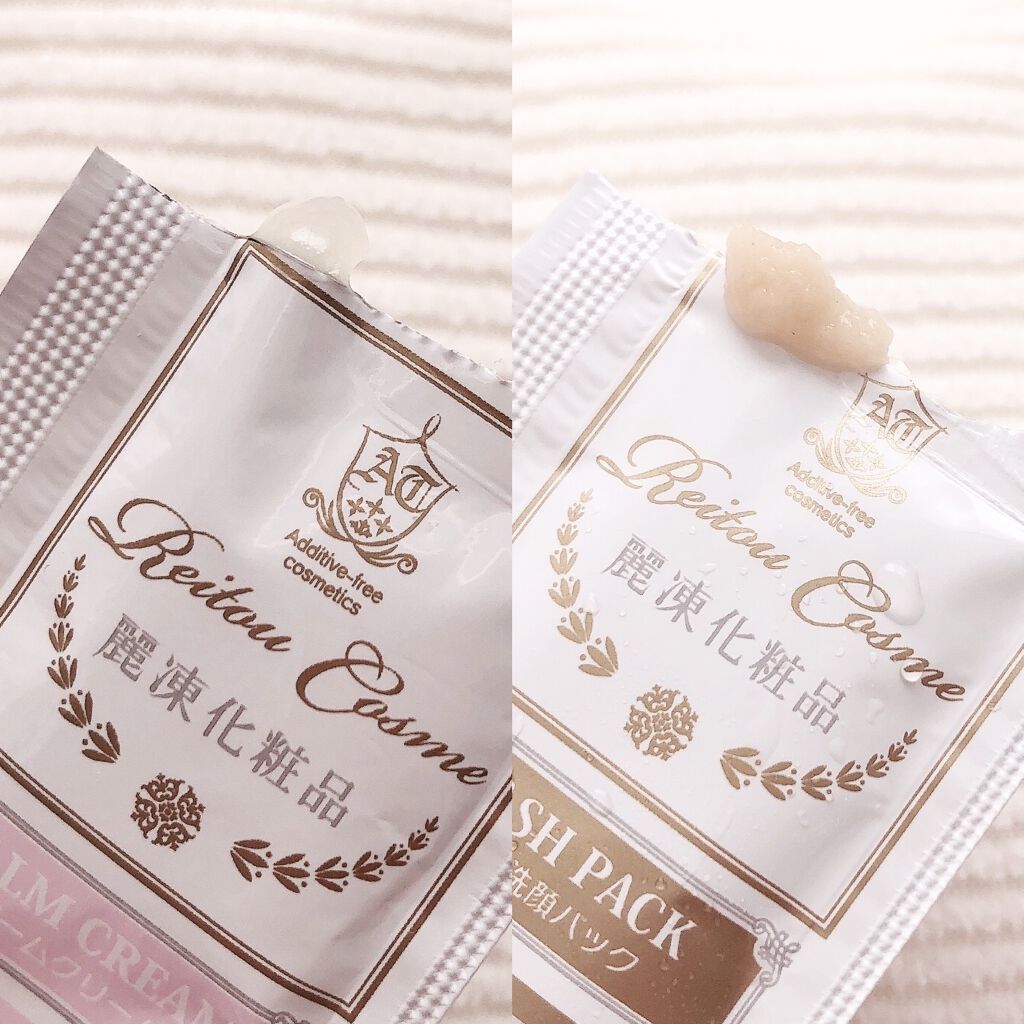 AT
Additive-free
cosmetics
Reitou Cosme
麗凍化粧品
LM CREAM
ームクリーム
AT
Additive-free
cosmetics
Reitou Cosme
麗凍化粧品
SH PACK
洗顔パック